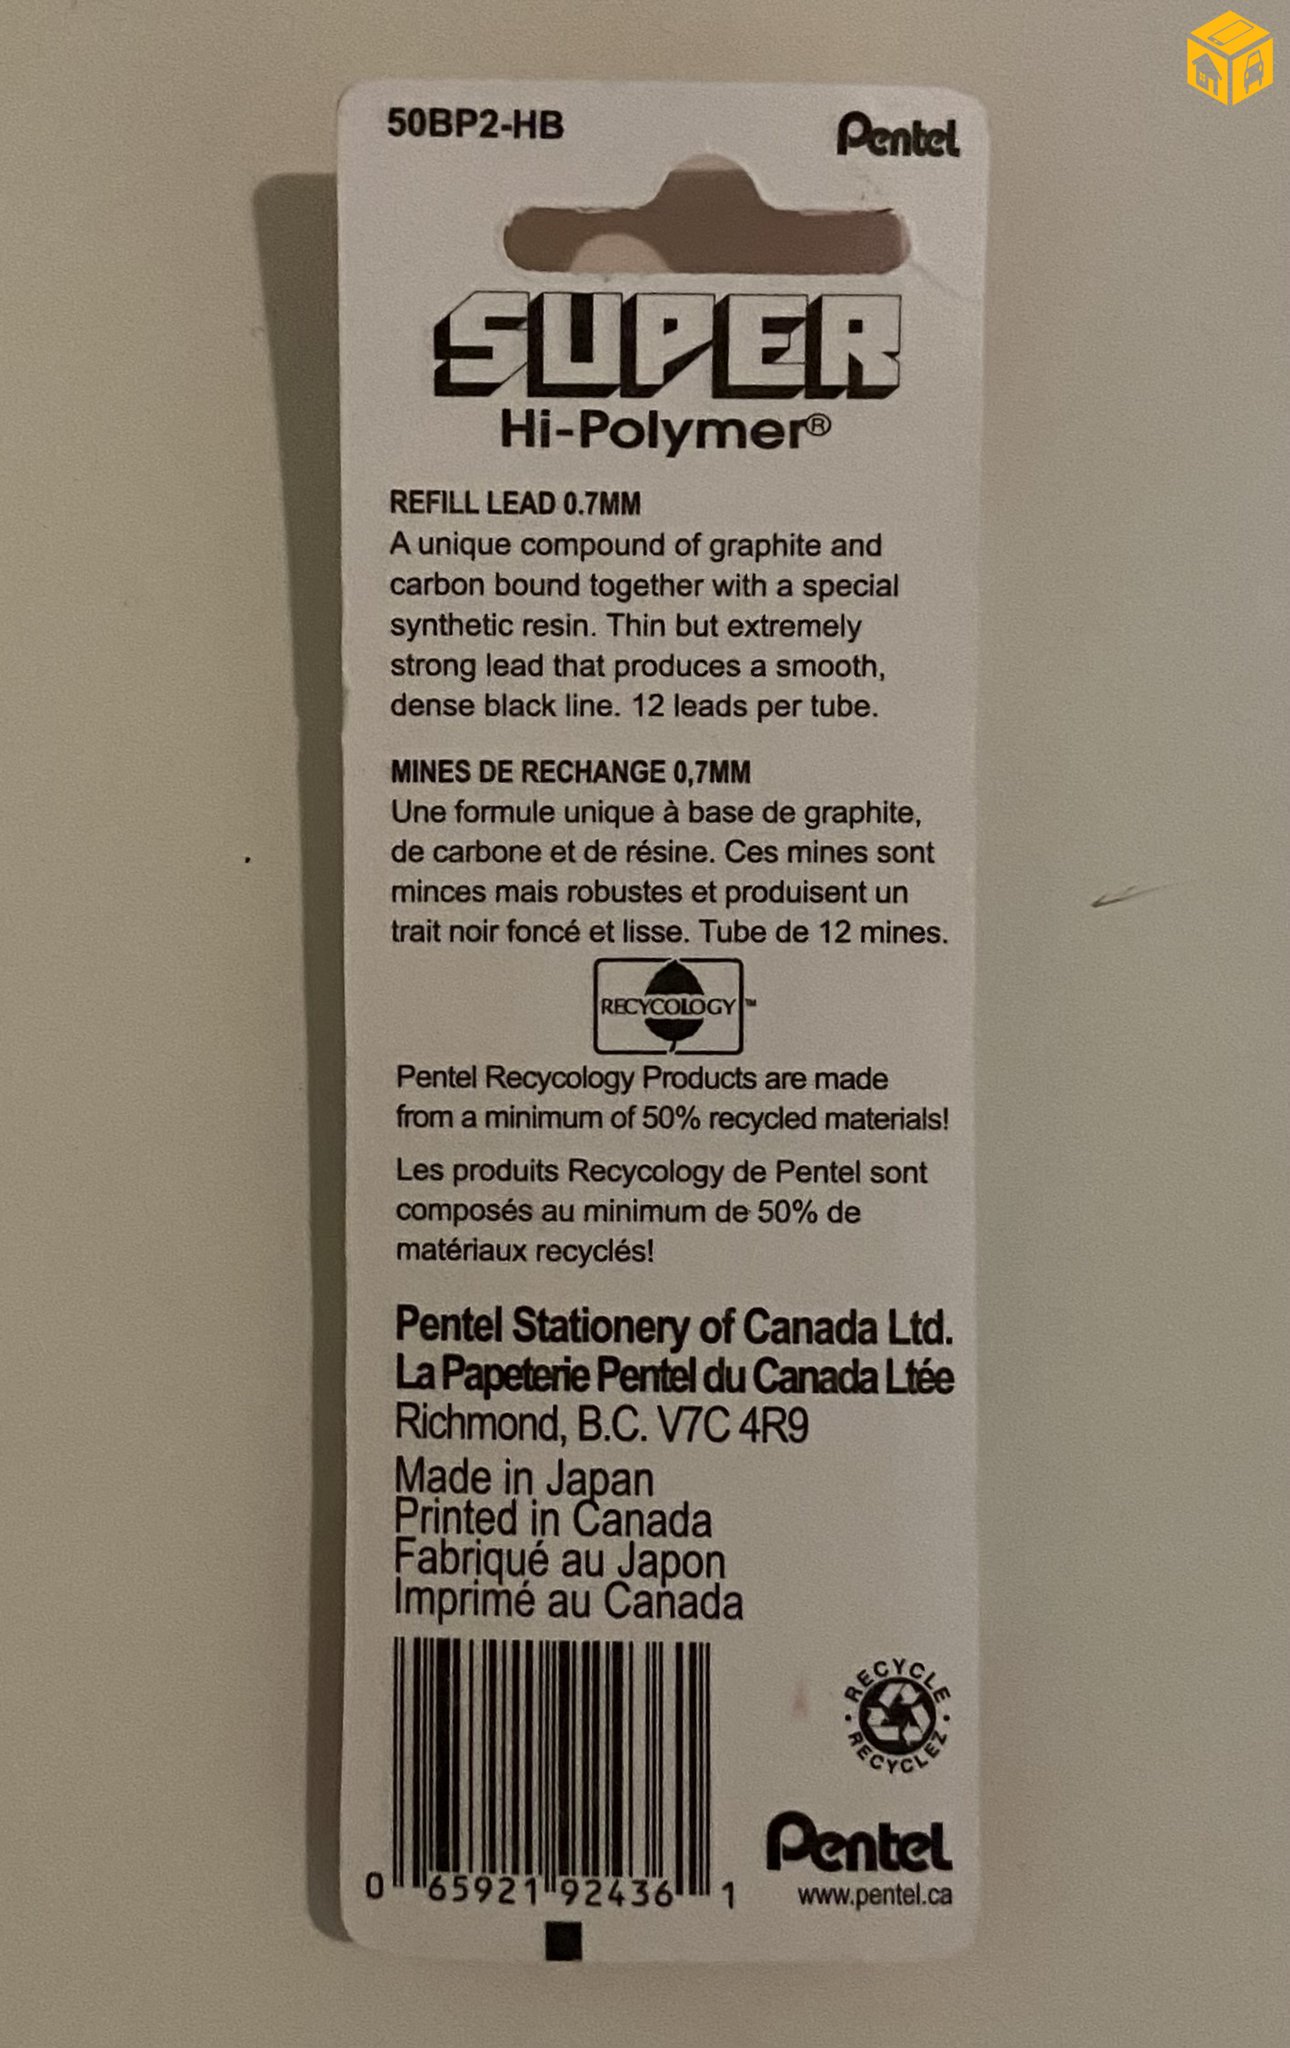 50BP2-HB
Pentel
SUPER
Hi-Polymer®
REFILL LEAD 0.7MM
A unique compound of graphite and
carbon bound together with a special
synthetic resin. Thin but extremely
strong lead that produces a smooth,
dense black line. 12 leads per tube.
MINES DE RECHANGE 0,7MM
Une formule unique à base de graphite,
de carbone et de résine. Ces mines sont
minces mais robustes et produisent un
trait noir foncé et lisse. Tube de 12 mines.
RECYCOLOGY™
Pentel Recycology Products are made
from a minimum of 50% recycled materials!
Les produits Recycology de Pentel sont
composés au minimum de 50% de
matériaux recyclés!
Pentel Stationery of Canada Ltd.
La Papeterie Pentel du Canada Ltée
Richmond, B.C. V7C 4R9
Made in Japan
Printed in Canada
Fabriqué au Japon
Imprimé au Canada
RECYCLE
RECYCLEZ
Pentel
www.pentel.ca
0 65921 92436 1